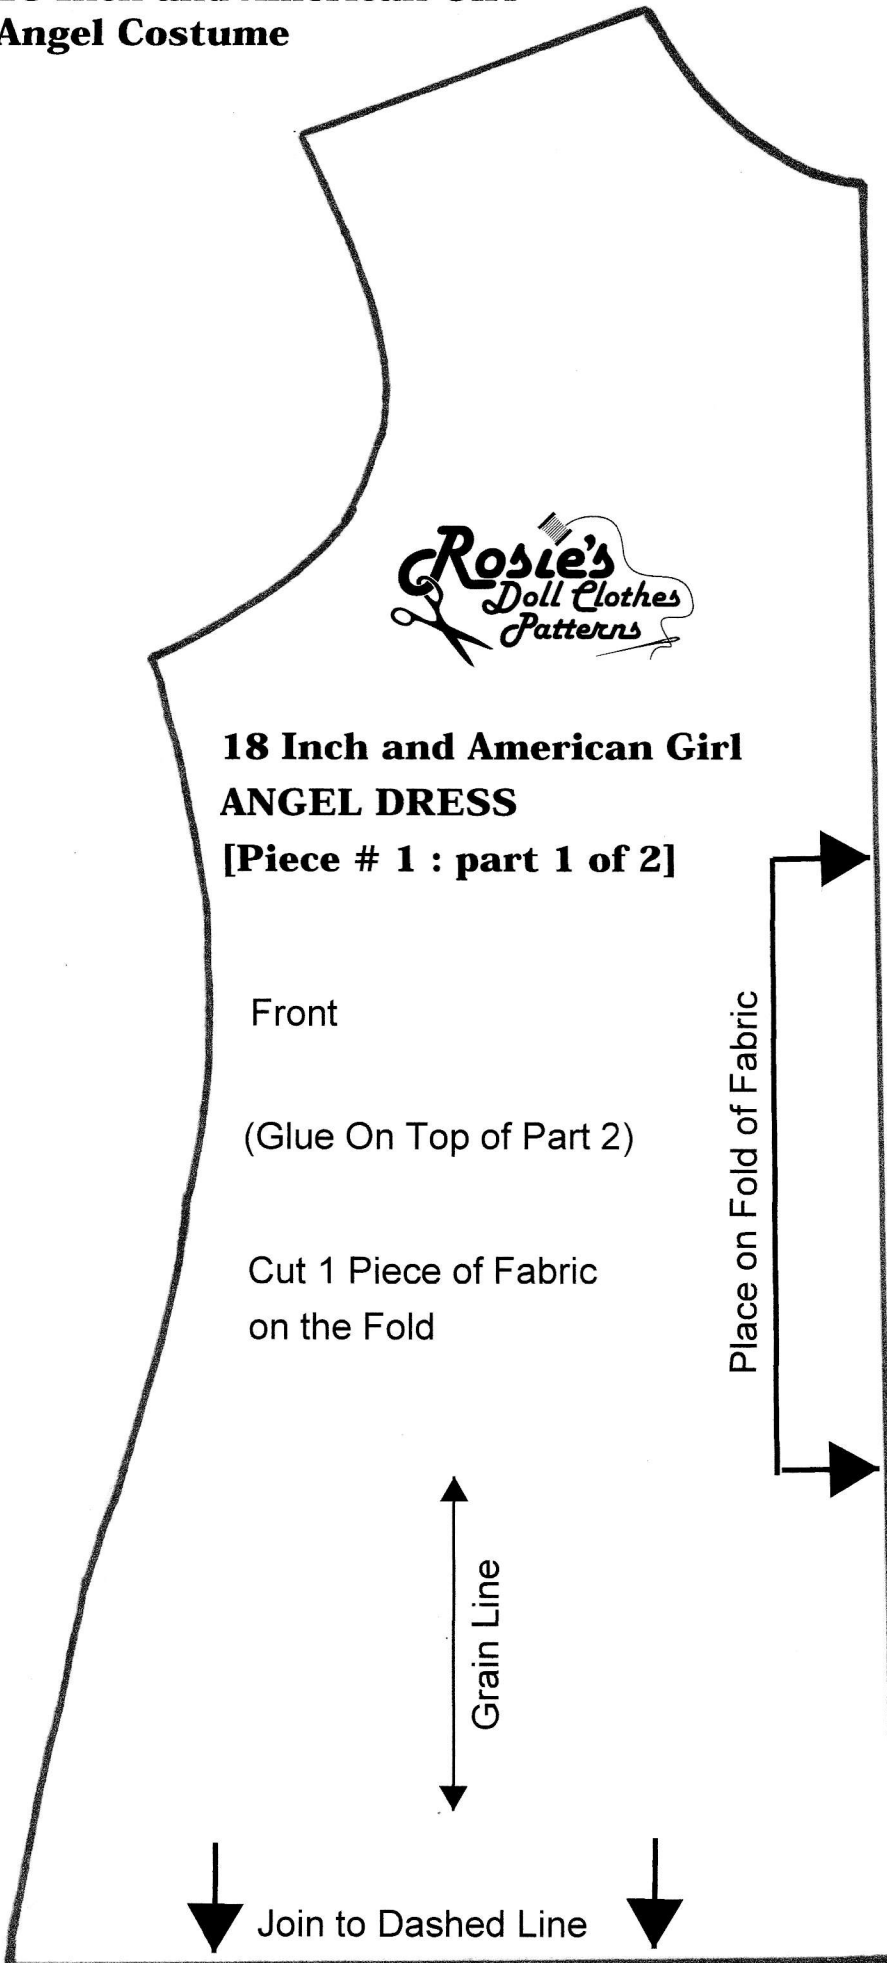 Angel Costume
Rosie's
Doll Clothes
Patterns
18 Inch and American Girl
ANGEL DRESS
[Piece # 1 : part 1 of 2]
Front
(Glue On Top of Part 2)
Cut 1 Piece of Fabric
on the Fold
Place on Fold of Fabric
Grain Line
Join to Dashed Line